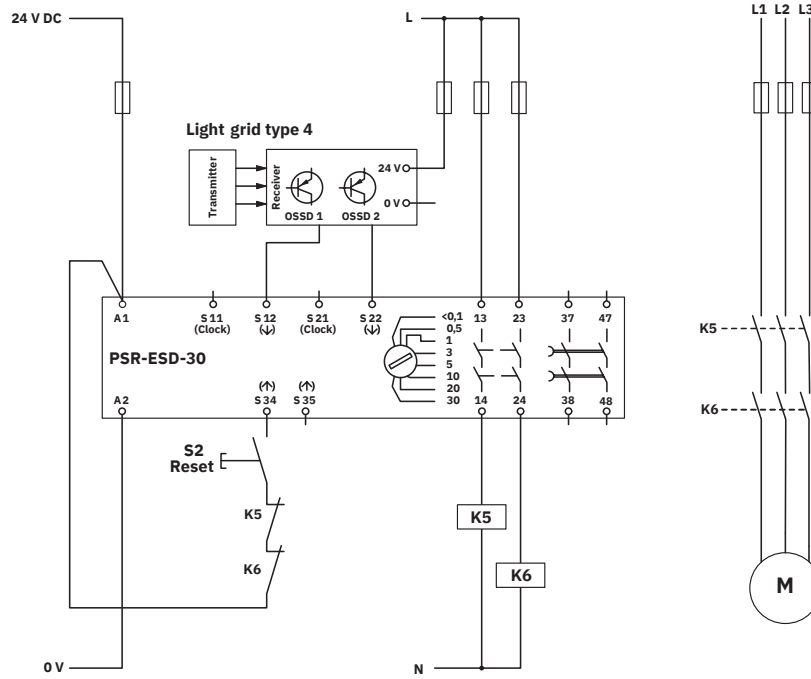 24 V DC
L
L1 L2 L3
Light grid type 4
Transmitter
Receiver
24 V
0 V
OSSD 1 OSSD 2
A1
S 11
(Clock)
S 12
(↓)
S 21
(Clock)
S 22
(↓)
<0,1
0,5
1
3
5
10
20
30
13 23 37 47
PSR-ESD-30
A2
(↑)
S 34
(↑)
S 35
14 24 38 48
K5
K6
S2
Reset
K5
K6
K5
K6
M
0 V
N